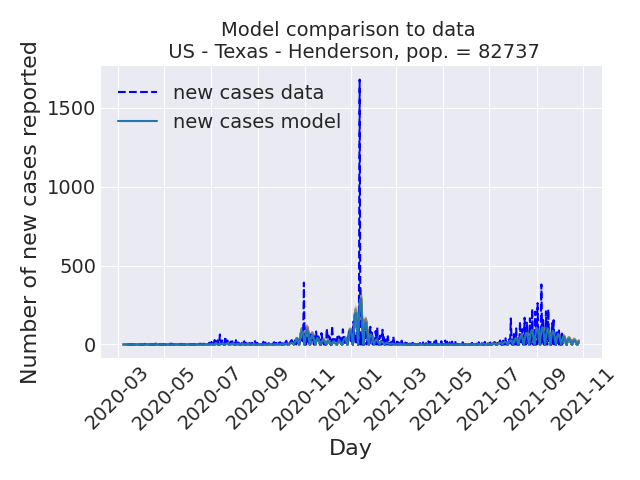 Model comparison to data
US - Texas - Henderson, pop. = 82737
Number of new cases reported
new cases data
new cases model
1500
1000
500
0
2020-03
2020-05
2020-07
2020-09
2020-11
2021-01
2021-03
2021-05
2021-07
2021-09
2021-11
Day